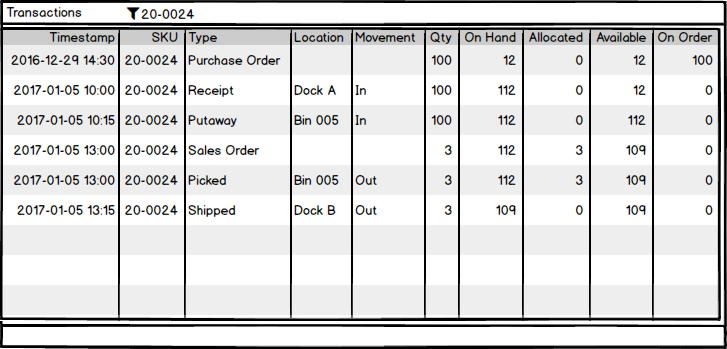 Transactions 20-0024
Timestamp SKU Type Location Movement Qty On Hand Allocated Available On Order
2016-12-29 14:30 20-0024 Purchase Order 100 12 0 12 100
2017-01-05 10:00 20-0024 Receipt Dock A In 100 112 0 112 0
2017-01-05 10:15 20-0024 Putaway Bin 005 In 100 112 0 112 0
2017-01-05 13:00 20-0024 Sales Order 3 112 3 109 0
2017-01-05 13:00 20-0024 Picked Bin 005 Out 3 112 3 109 0
2017-01-05 13:15 20-0024 Shipped Dock B Out 3 109 0 109 0